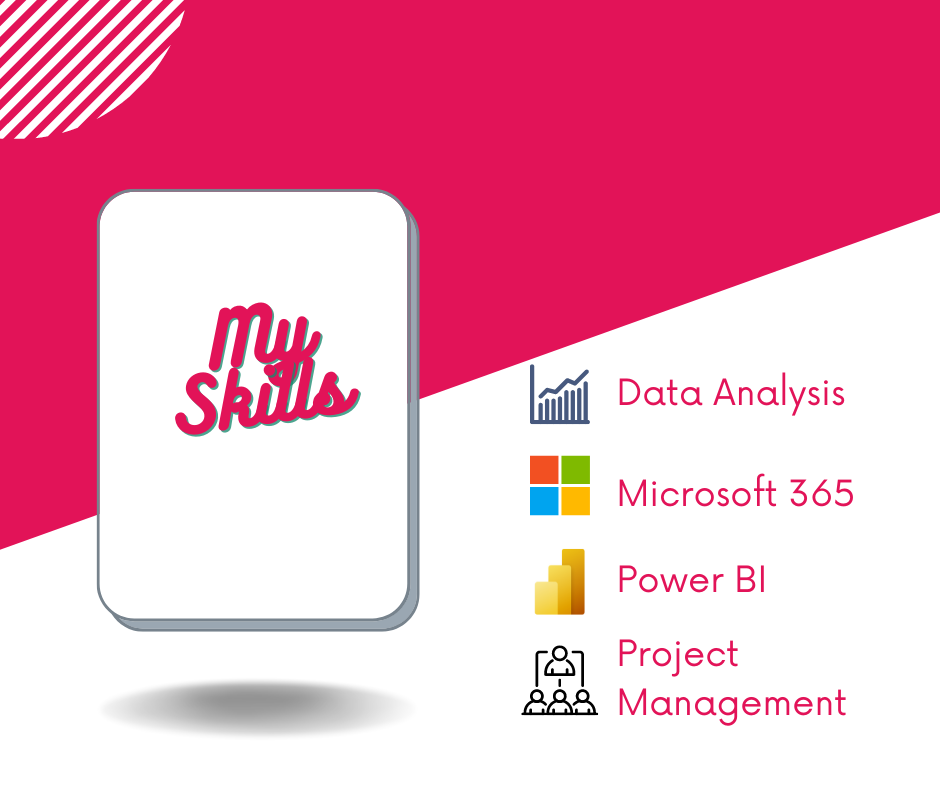 My
Skills
Data Analysis
Microsoft 365
Power BI
Project
Management